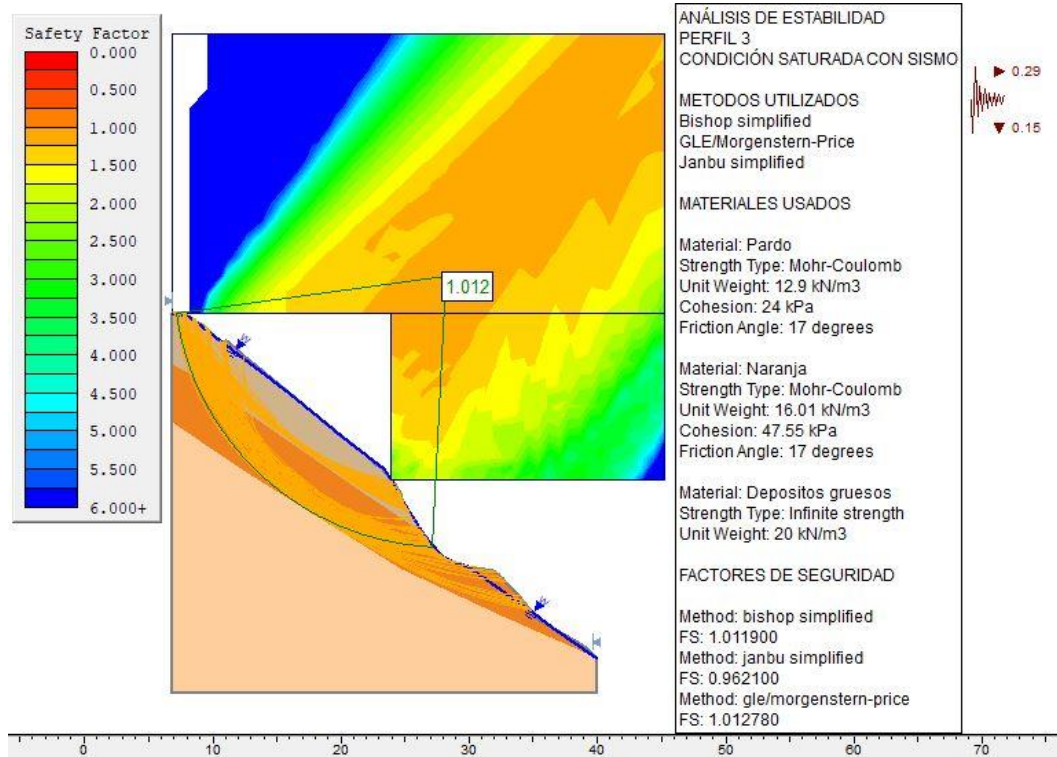 Safety Factor
0.000
0.500
1.000
1.500
2.000
2.500
3.000
3.500
4.000
4.500
5.000
5.500
6.000+
1.012
W
W
ANÁLISIS DE ESTABILIDAD
PERFIL 3
CONDICIÓN SATURADA CON SISMO
METODOS UTILIZADOS
Bishop simplified
GLE/Morgenstern-Price
Janbu simplified
MATERIALES USADOS
Material: Pardo
Strength Type: Mohr-Coulomb
Unit Weight: 12.9 kN/m3
Cohesion: 24 kPa
Friction Angle: 17 degrees
Material: Naranja
Strength Type: Mohr-Coulomb
Unit Weight: 16.01 kN/m3
Cohesion: 47.55 kPa
Friction Angle: 17 degrees
Material: Depositos gruesos
Strength Type: Infinite strength
Unit Weight: 20 kN/m3
FACTORES DE SEGURIDAD
Method: bishop simplified
FS: 1.011900
Method: janbu simplified
FS: 0.962100
Method: gle/morgenstern-price
FS: 1.012780
0.29
0.15
0 10 20 30 40 50 60 70